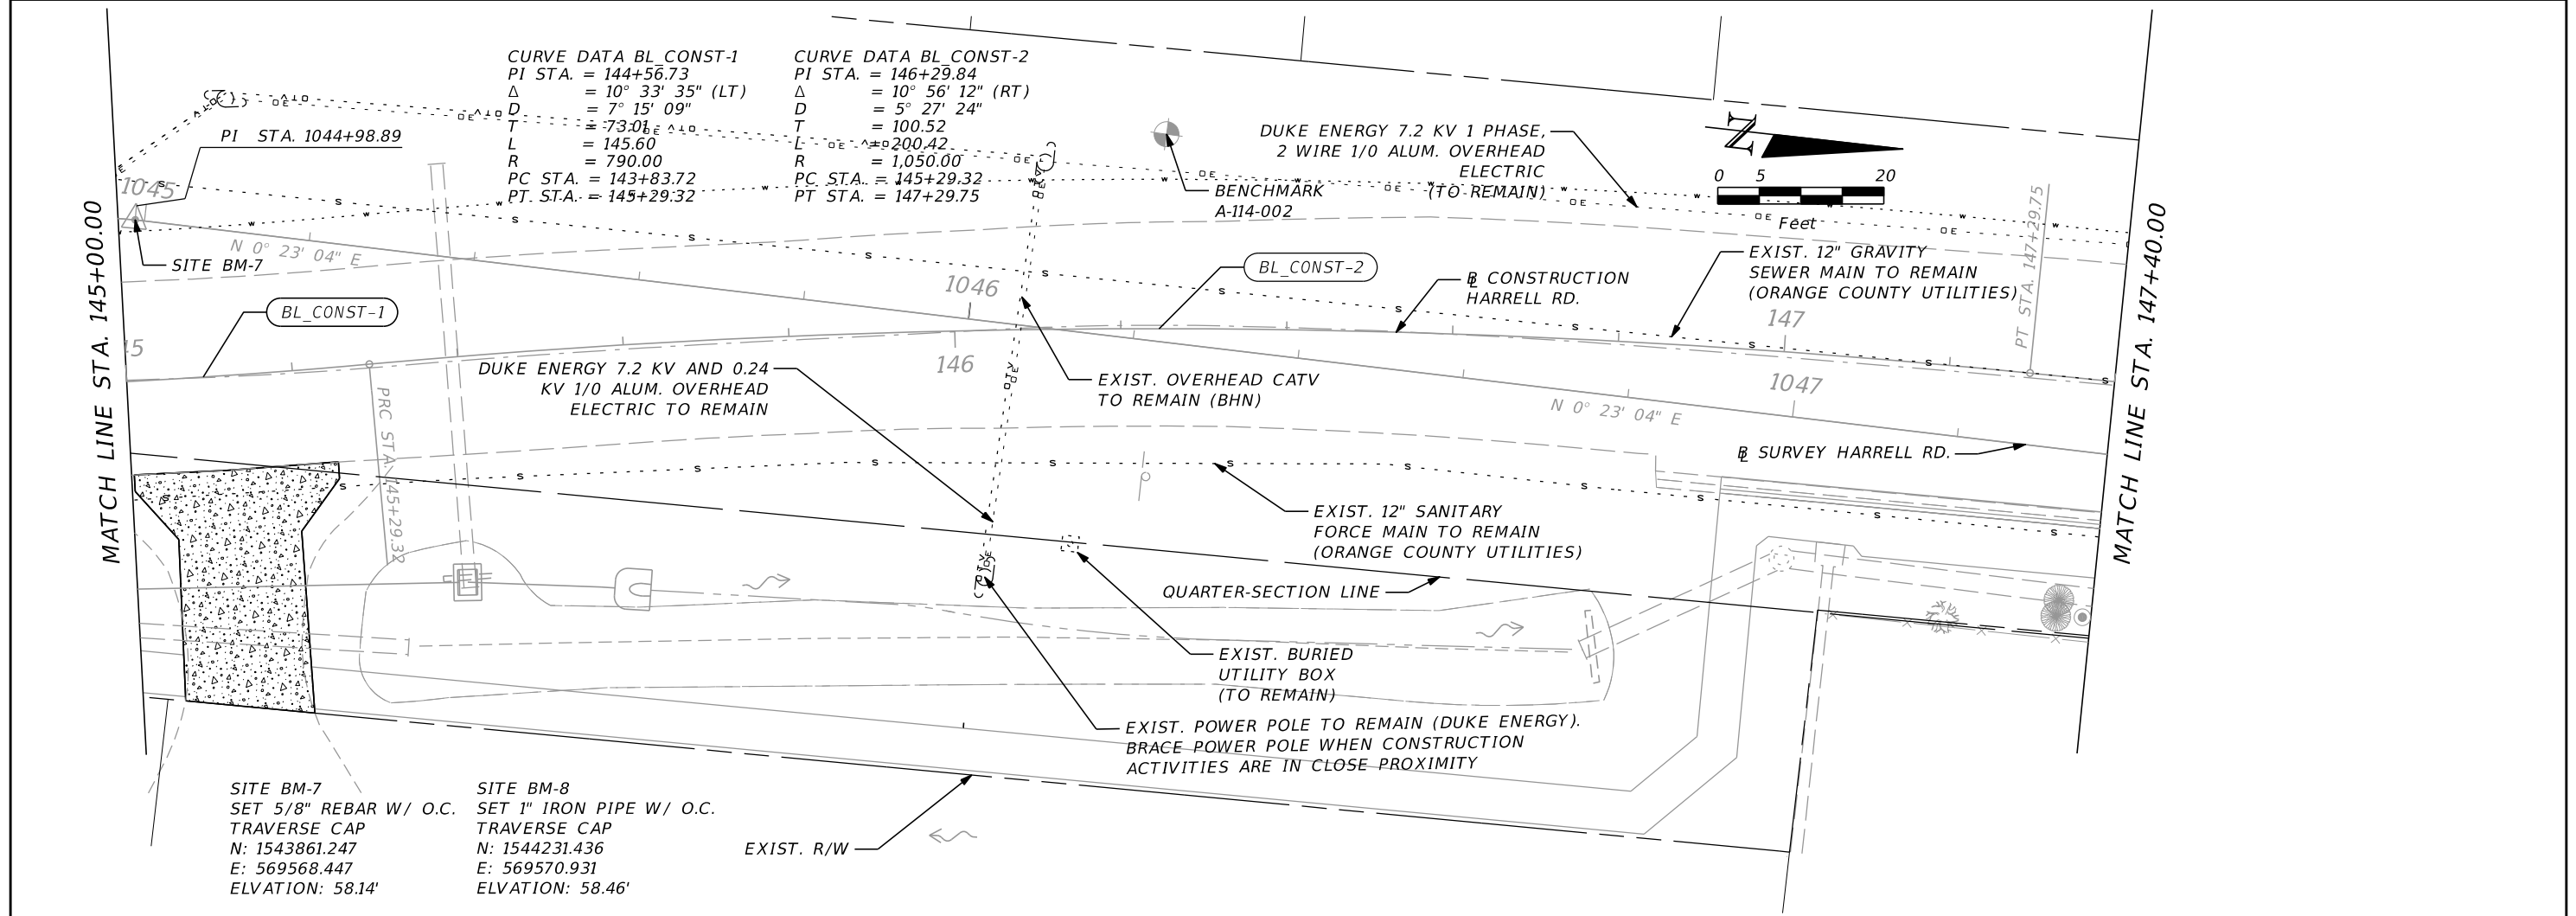 CURVE DATA BL_CONST-1
PI STA. = 144+56.73
Δ = 10° 33' 35" (LT)
D = 7° 15' 09"
T = 73.01
L = 145.60
R = 790.00
PC STA. = 143+83.72
PT. STA. = 145+29.32
CURVE DATA BL_CONST-2
PI STA. = 146+29.84
Δ = 10° 56' 12" (RT)
D = 5° 27' 24"
T = 100.52
L = 200.42
R = 1,050.00
PC STA. = 145+29.32
PT STA. = 147+29.75
PI STA. 1044+98.89
DUKE ENERGY 7.2 KV 1 PHASE,
2 WIRE 1/0 ALUM. OVERHEAD
ELECTRIC
(TO REMAIN)
BENCHMARK
A-114-002
N
0 5 20
Feet
1045
N 0° 23' 04" E
SITE BM-7
MATCH LINE STA. 145+00.00
BL_CONST-1
15
1046
BL_CONST-2
BL CONSTRUCTION
HARRELL RD.
EXIST. 12" GRAVITY
SEWER MAIN TO REMAIN
(ORANGE COUNTY UTILITIES)
PT STA. 147+29.75
MATCH LINE STA. 147+40.00
147
146
DUKE ENERGY 7.2 KV AND 0.24
KV 1/0 ALUM. OVERHEAD
ELECTRIC TO REMAIN
EXIST. OVERHEAD CATV
TO REMAIN (BHN)
1047
N 0° 23' 04" E
PRC STA. 145+29.32
BL SURVEY HARRELL RD.
EXIST. 12" SANITARY
FORCE MAIN TO REMAIN
(ORANGE COUNTY UTILITIES)
QUARTER-SECTION LINE
EXIST. BURIED
UTILITY BOX
(TO REMAIN)
EXIST. POWER POLE TO REMAIN (DUKE ENERGY).
BRACE POWER POLE WHEN CONSTRUCTION
ACTIVITIES ARE IN CLOSE PROXIMITY
SITE BM-7
SET 5/8" REBAR W/ O.C.
TRAVERSE CAP
N: 1543861.247
E: 569568.447
ELVATION: 58.14'
SITE BM-8
SET 1" IRON PIPE W/ O.C.
TRAVERSE CAP
N: 1544231.436
E: 569570.931
ELVATION: 58.46'
EXIST. R/W